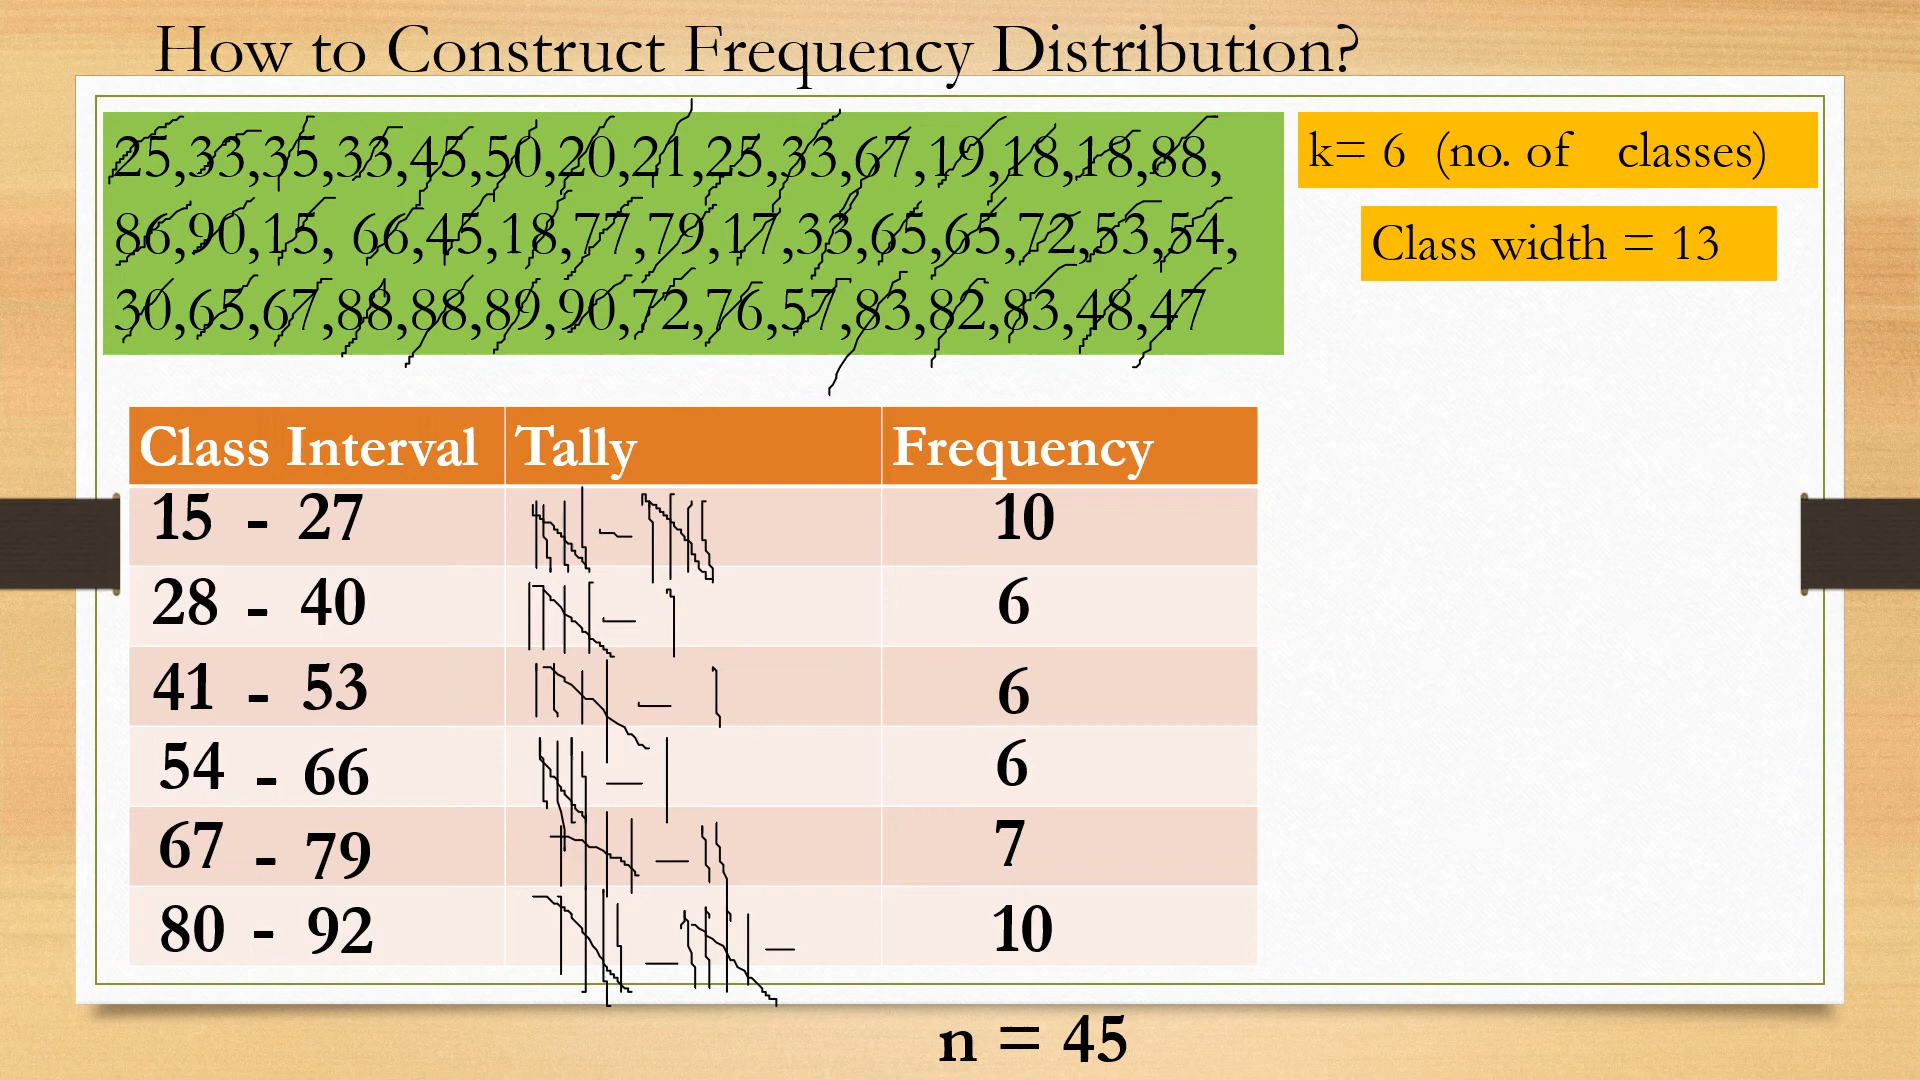 How to Construct Frequency Distribution?
25,33,35,33,45,50,20,21,25,33,67,19,18,18,88,
86,90,15, 66,45,18,77,79,17,33,65,65,72,53,54,
30,65,67,88,88,89,90,72,76,57,83,82,83,48,47
k= 6 (no. of classes)
Class width = 13
Class Interval Tally Frequency
15 - 27 10
28 - 40 6
41 - 53 6
54 - 66 6
67 - 79 7
80 - 92 10
n = 45